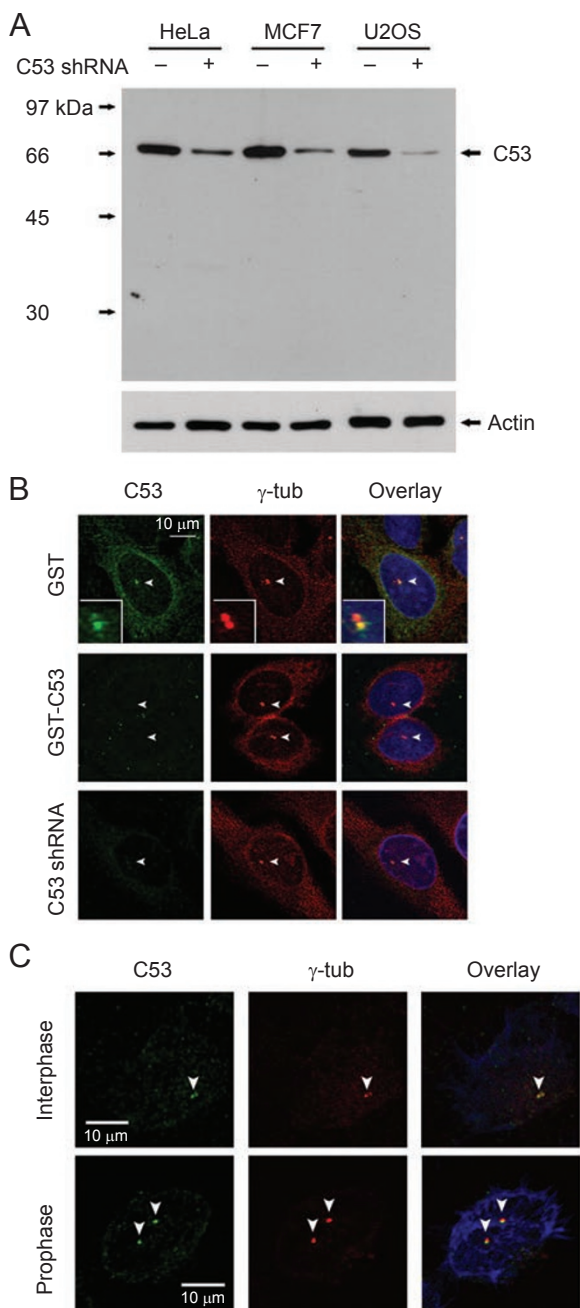 A
HeLa MCF7 U2OS
C53 shRNA – + – + – +
97 kDa
66
C53
45
30
Actin
B
C53 γ-tub Overlay
10 μm
GST
GST-C53
C53 shRNA
C
C53 γ-tub Overlay
Interphase
10 μm
Prophase
10 μm